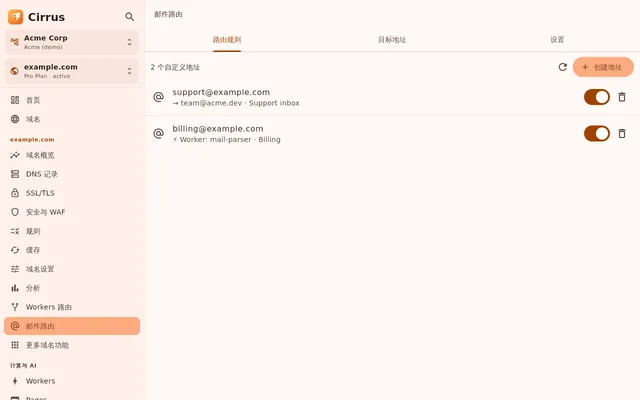 Cirrus
Acme Corp
Acme (demo)
example.com
Pro Plan · active
首页
域名
example.com
域名概览
DNS 记录
SSL/TLS
安全与 WAF
规则
缓存
域名设置
分析
Workers 路由
邮件路由
更多域名功能
计算与 AI
Workers
Pages
邮件路由
路由规则
目标地址
设置
2 个自定义地址
+ 创建地址
support@example.com
→ team@acme.dev · Support inbox
billing@example.com
⚡ Worker: mail-parser · Billing